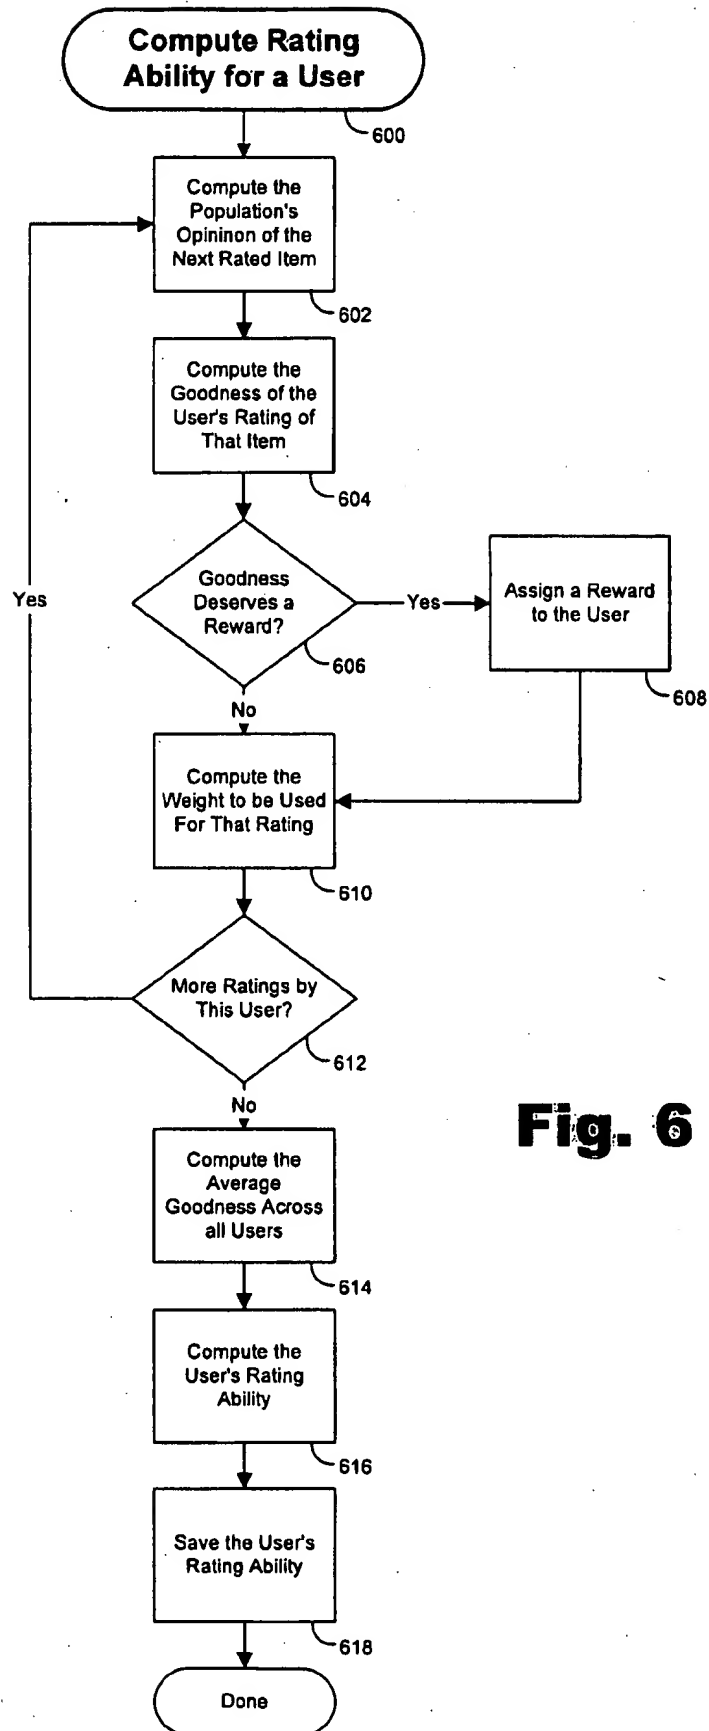 Compute Rating
Ability for a User
600
Compute the
Population's
Opininon of the
Next Rated Item
602
Compute the
Goodness of the
User's Rating of
That Item
604
Goodness
Deserves a
Reward?
606
Yes
Assign a Reward
to the User
608
Yes
No
Compute the
Weight to be Used
For That Rating
610
More Ratings by
This User?
612
No
Fig. 6
Compute the
Average
Goodness Across
all Users
614
Compute the
User's Rating
Ability
616
Save the User's
Rating Ability
618
Done